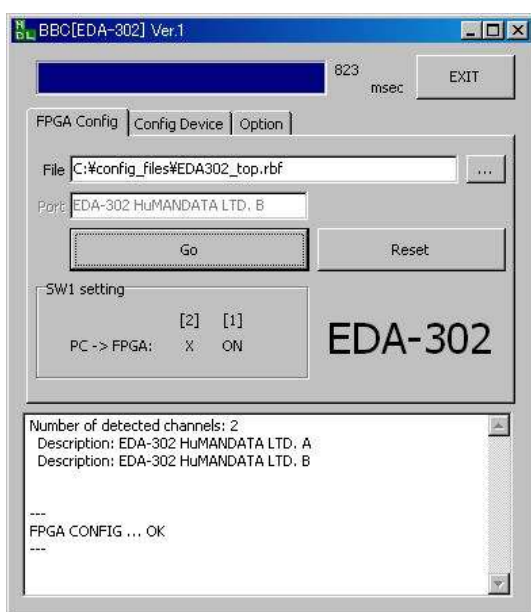 BBC[EDA-302] Ver.1
823
msec
EXIT
FPGA Config
Config Device
Option
File C:¥config_files¥EDA302_top.rbf ...
Port EDA-302 HuMANDATA LTD. B
Go
Reset
SW1 setting
[2] [1]
PC -> FPGA: X ON
EDA-302
Number of detected channels: 2
Description: EDA-302 HuMANDATA LTD. A
Description: EDA-302 HuMANDATA LTD. B
---
FPGA CONFIG ... OK
---